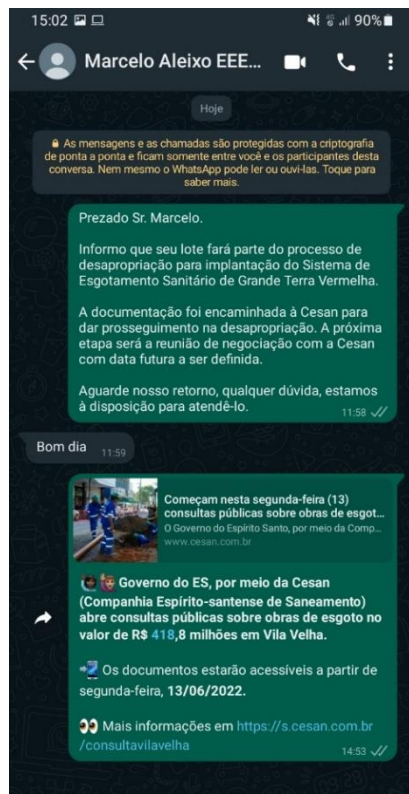 15:02 90%
Marcelo Aleixo EEE...
Hoje
As mensagens e as chamadas são protegidas com a criptografia
de ponta a ponta e ficam somente entre você e os participantes desta
conversa. Nem mesmo o WhatsApp pode ler ou ouvi-las. Toque para
saber mais.
Prezado Sr. Marcelo.
Informo que seu lote fará parte do processo de
desapropriação para implantação do Sistema de
Esgotamento Sanitário de Grande Terra Vermelha.
A documentação foi encaminhada à Cesan para
dar prosseguimento na desapropriação. A próxima
etapa será a reunião de negociação com a Cesan
com data futura a ser definida.
Aguarde nosso retorno, qualquer dúvida, estamos
à disposição para atendê-lo.
11:58
Bom dia 11:59
Começam nesta segunda-feira (13)
consultas públicas sobre obras de esgot...
O Governo do Espírito Santo, por meio da Comp...
www.cesan.com.br
Governo do ES, por meio da Cesan
(Companhia Espírito-santense de Saneamento)
abre consultas públicas sobre obras de esgoto no
valor de R$ 418,8 milhões em Vila Velha.
Os documentos estarão acessíveis a partir de
segunda-feira, 13/06/2022.
Mais informações em https://s.cesan.com.br
/consultavilavelha
14:53